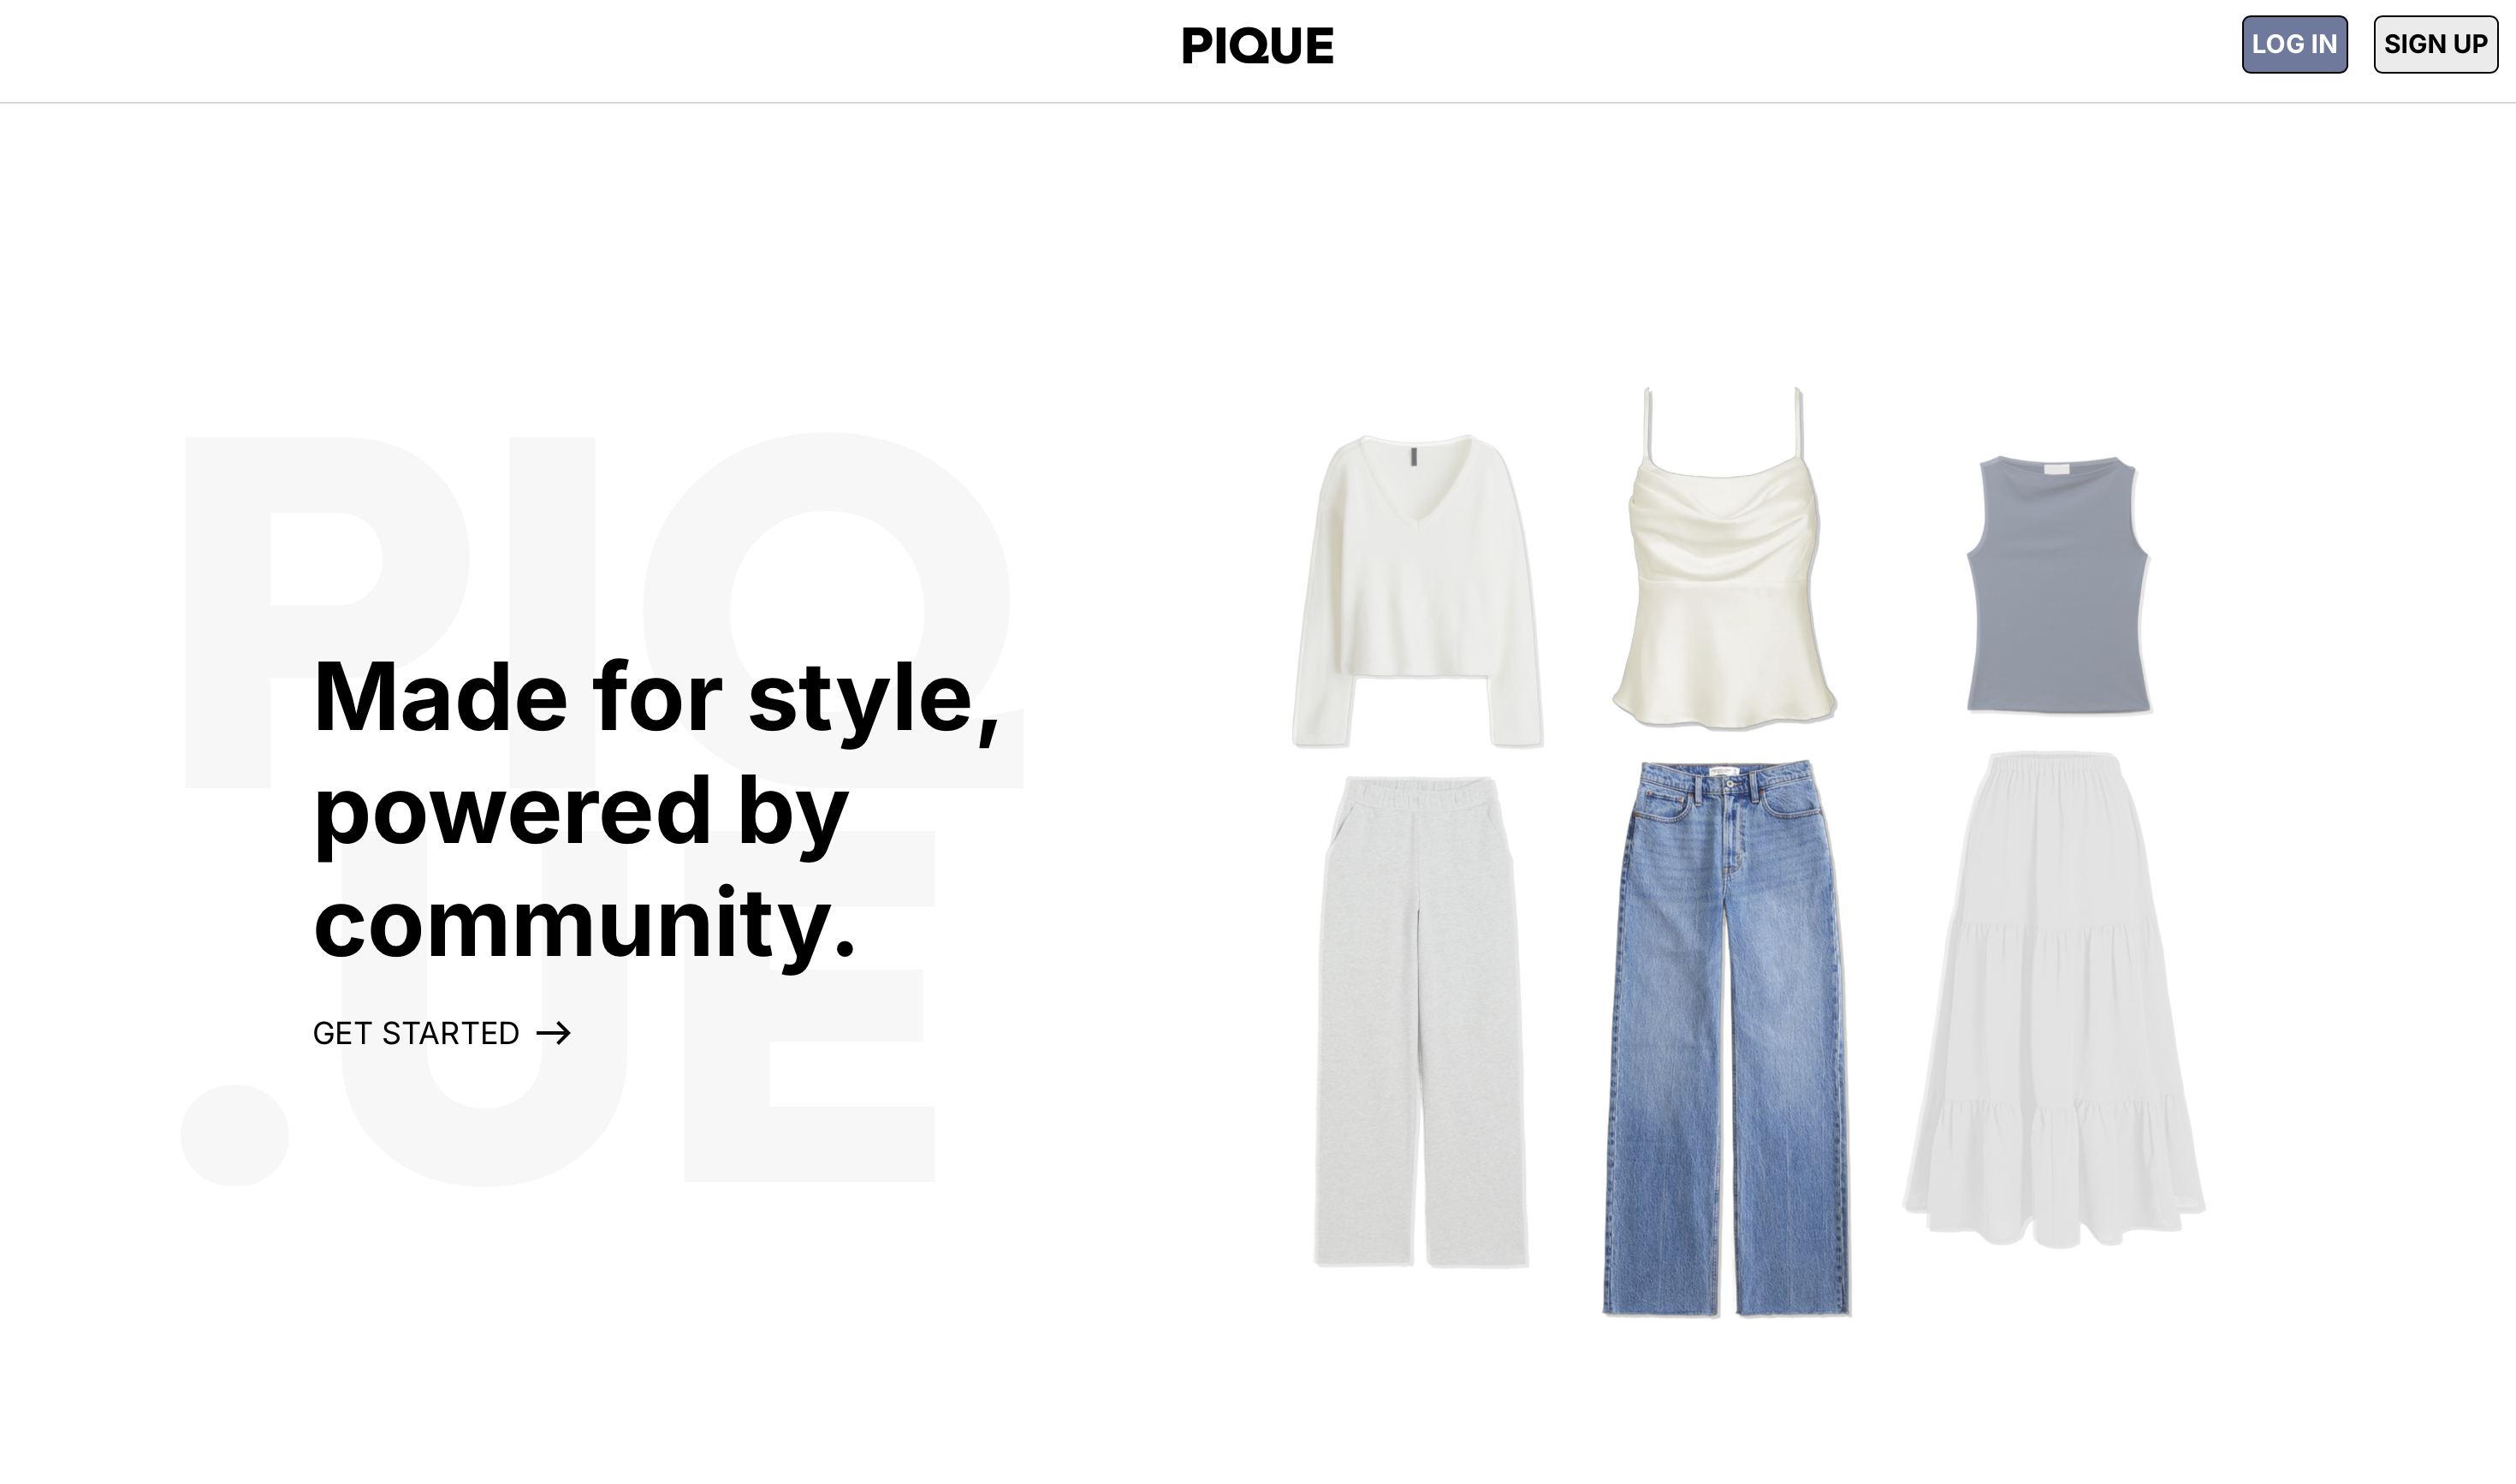 PIQUE
LOG IN
SIGN UP
PIQ
.UE
Made for style,
powered by
community.
GET STARTED →